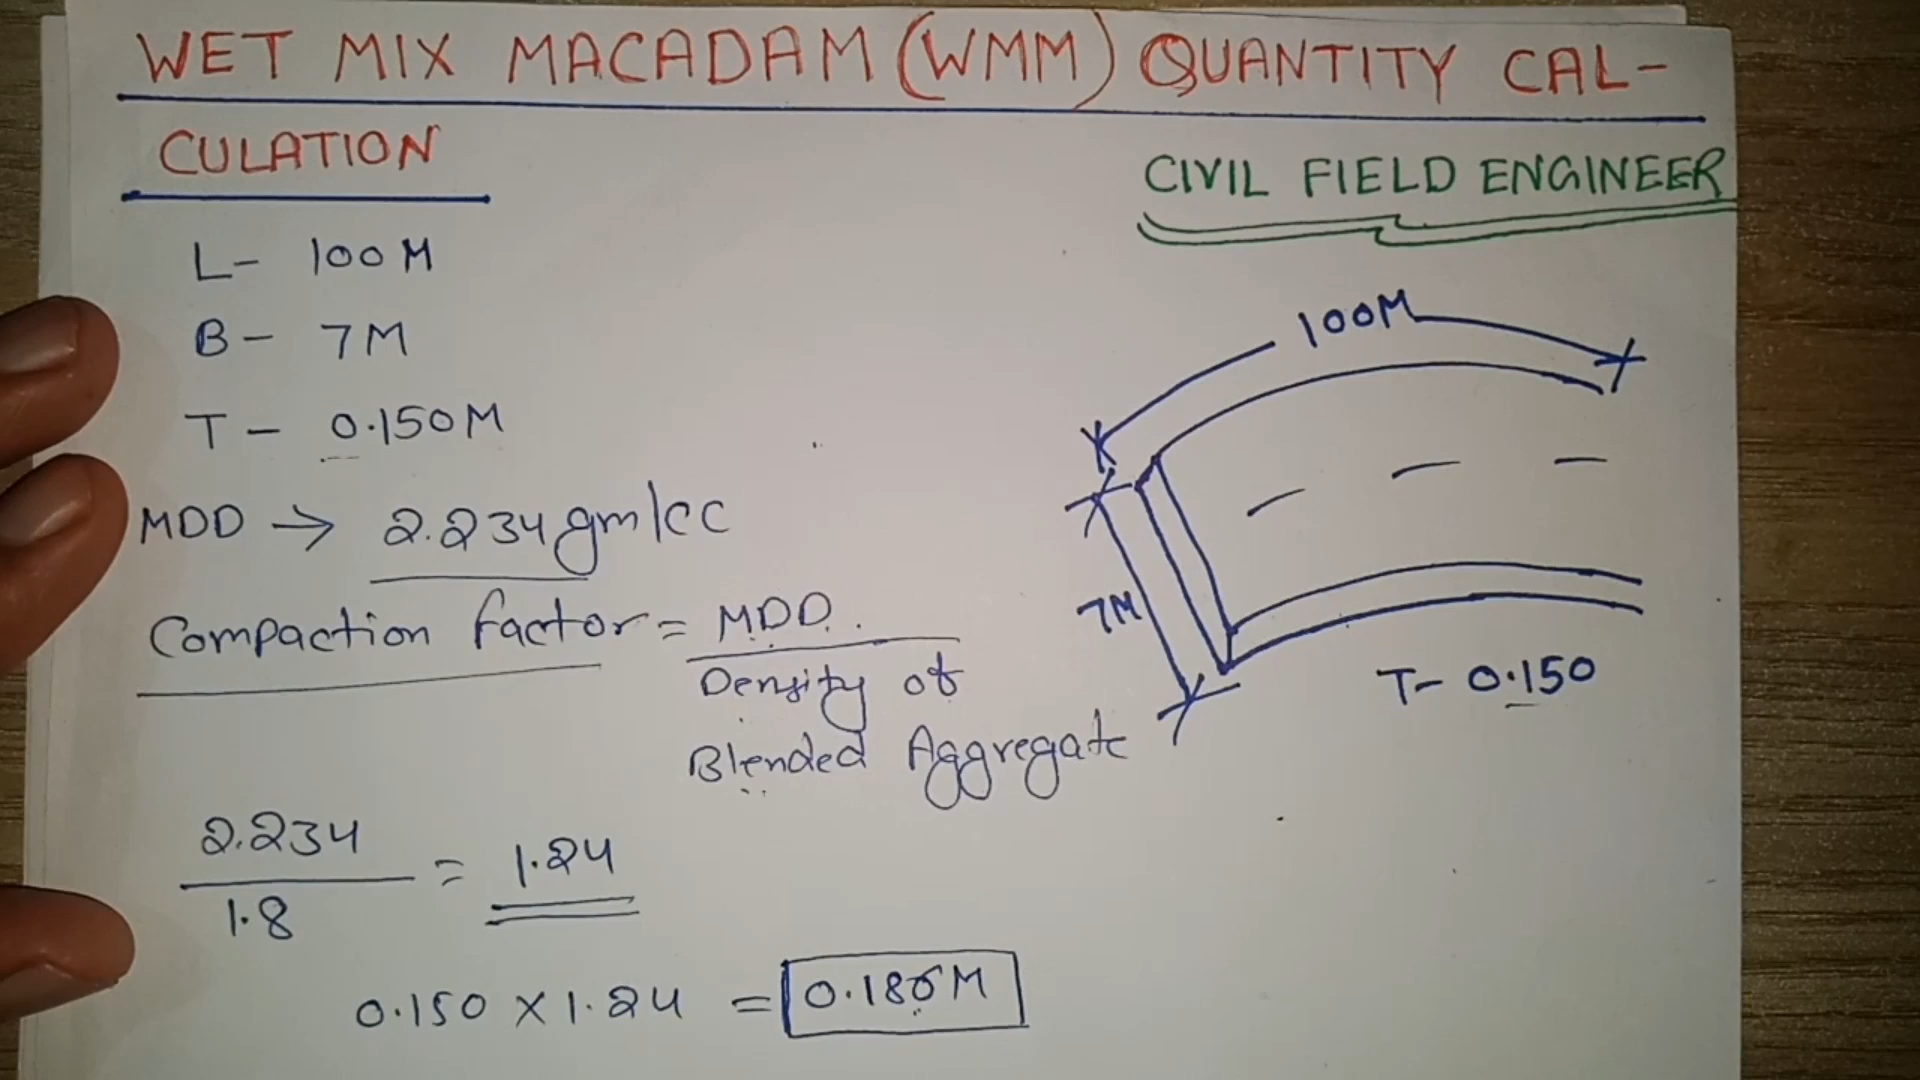 WET MIX MACADAM (WMM) QUANTITY CAL-
CULATION
CIVIL FIELD ENGINEER
L- 100 M
B- 7M
T- 0.150M
MDD → 2.234 gm/cc
Compaction factor = MDD.
Density of
Blended Aggregate
2.234
1.8
= 1.24
0.150 X 1.24 = 0.186M
100M
7M
T- 0.150